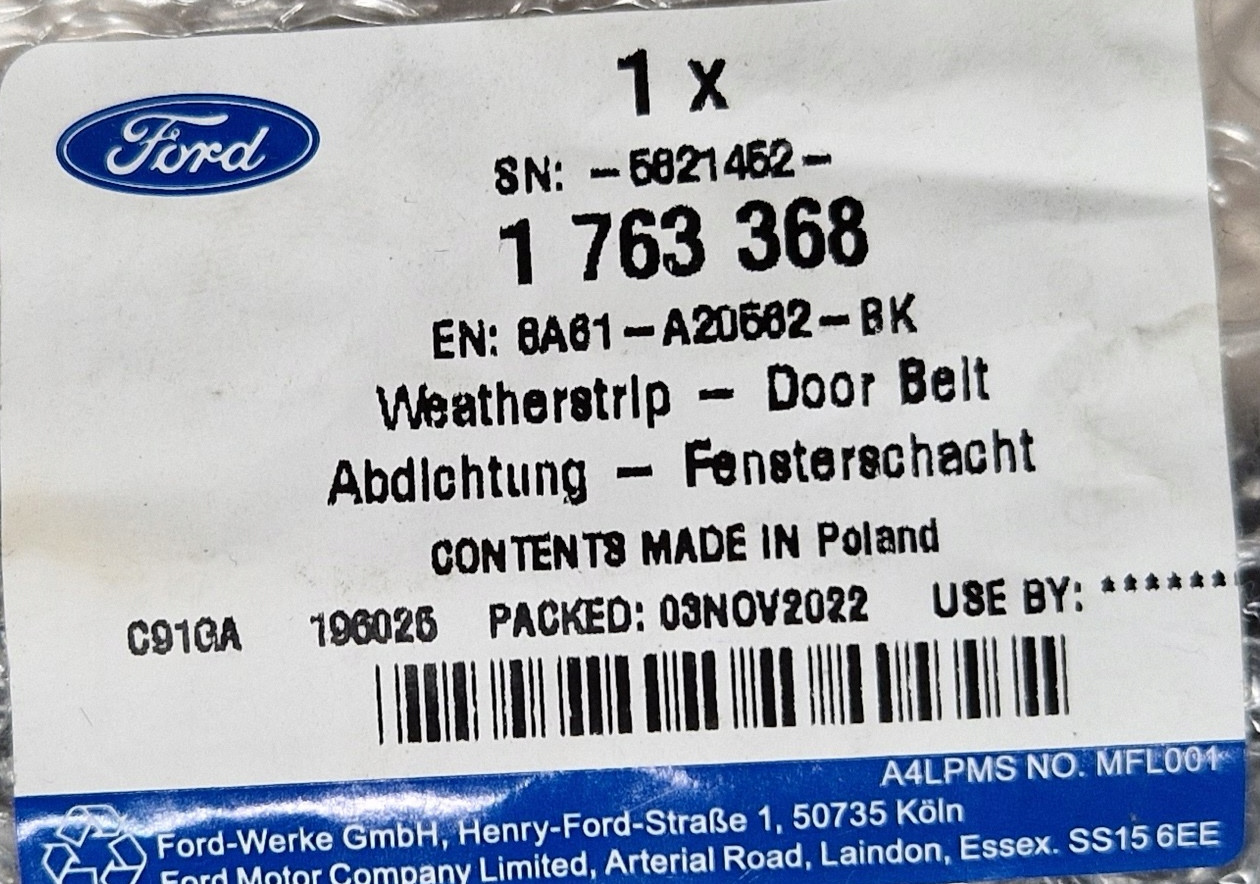 Ford
1 x
SN: -5821452-
1 763 368
EN: 8A61-A20562-BK
Weatherstrip - Door Belt
Abdichtung - Fensterschacht
CONTENTS MADE IN Poland
C91GA 196026 PACKED: 03NOV2022 USE BY: ******
A4LPMS NO. MFL001
Ford-Werke GmbH, Henry-Ford-Straße 1, 50735 Köln
Ford Motor Company Limited, Arterial Road, Laindon, Essex. SS15 6EE